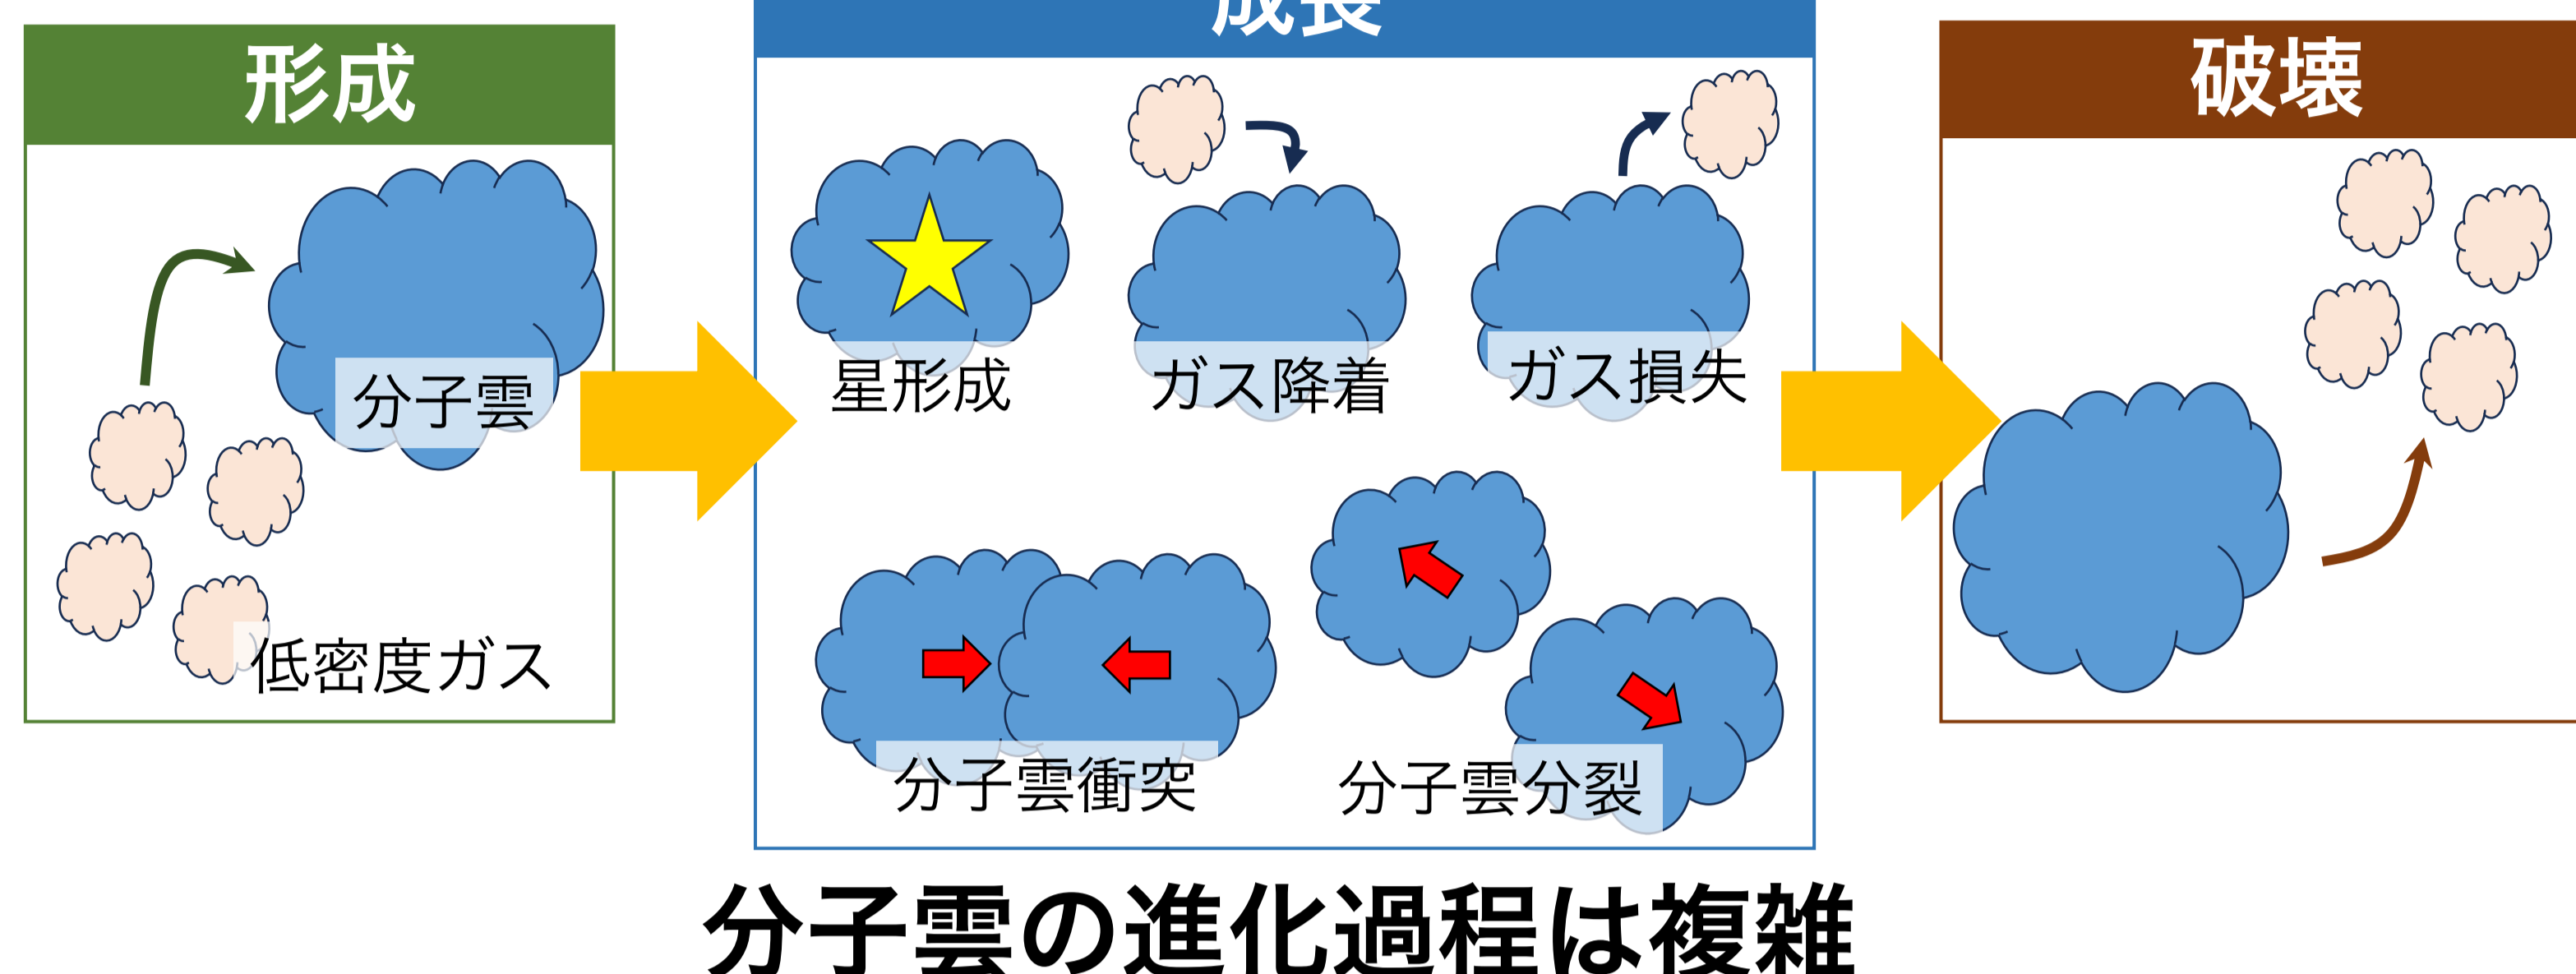 形成
成長
破壊
分子雲
低密度ガス
星形成
ガス降着
ガス損失
分子雲衝突
分子雲分裂
分子雲の進化過程は複雑